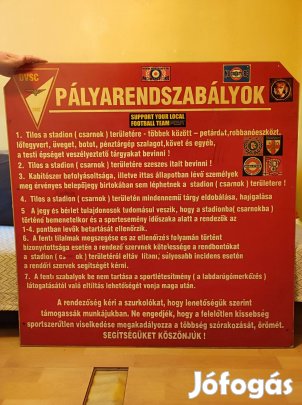 DVSC
PÁLYARENDSZABÁLYOK
SUPPORT YOUR LOCAL
FOOTBALL TEAM
1. Tilos a stadion ( csarnok ) területére - többek között – petárdát,robbanóeszközt,
lőfegyvert, üveget, botot, pénztárgép szalagot,követ és egyéb,
a testi épséget veszélyeztető tárgyakat bevinni !
2. Tilos a stadion ( csarnok ) területére szeszes italt bevinni !
3. Kábítószer befolyásoltsága, illetve ittas állapotban lévő személyek
még érvényes belépőjegy birtokában sem léphetnek a stadion ( csarnok ) területére !
4. Tilos a stadion ( csarnok ) területén mindennemű tárgy eldobálása, hajigálása
5 A jegy és bérlet tulajdonosok tudomásul veszik, hogy a stadionba( csarnokba )
történő bemenetelkor és a sportesemény időszaka alatt a rendezők az
1-4. pontban levők betartását ellenőrzik.
6. A fenti tilalmak megszegése és az ellenőrzés folyamán történt
bizonyítottsága esetén a rendező szervnek kötelessége a rendbontókat
a stadion ( ) területéről eltávolítani; súlyosabb incidens esetén
a rendőri szervek segítségét kérni.
7. A fenti szabályok be nem tartása a sportlétesítmény ( a labdarúgómérkőzés )
látogatásától való eltiltás lehetőségét vonja maga után.
A rendezőség kéri a szurkolókat, hogy lehetőségük szerint
támogassák munkájukban. Ne engedjék, hogy a felelőtlen kisebbség
sportszerűtlen viselkedése megakadályozza a többség szórakozását, örömét.
SEGÍTSÉGÜKET KÖSZÖNJÜK !
Jófogás